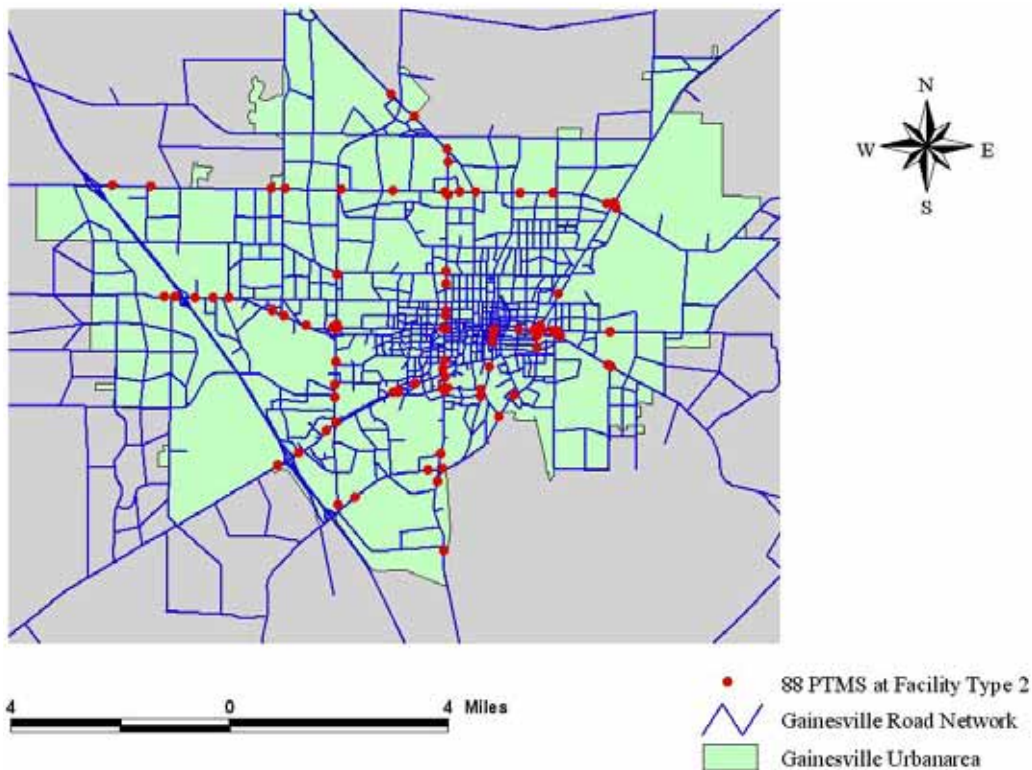 N
W E
S
88 PTMS at Facility Type 2
4 0 4 Miles
Gainesville Road Network
Gainesville Urbanarea